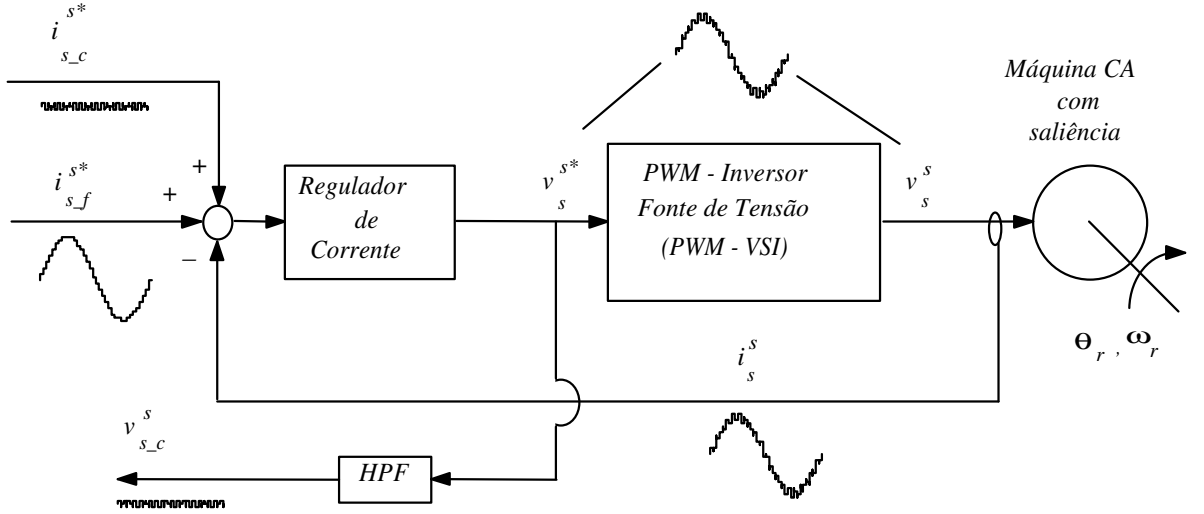 i s* s_c
Máquina CA
com
saliência
i s* s_f
+
+
−
Regulador
de
Corrente
v s* s
PWM - Inversor
Fonte de Tensão
(PWM - VSI)
v s s
i s s
Θ r , ω r
v s s_c
HPF